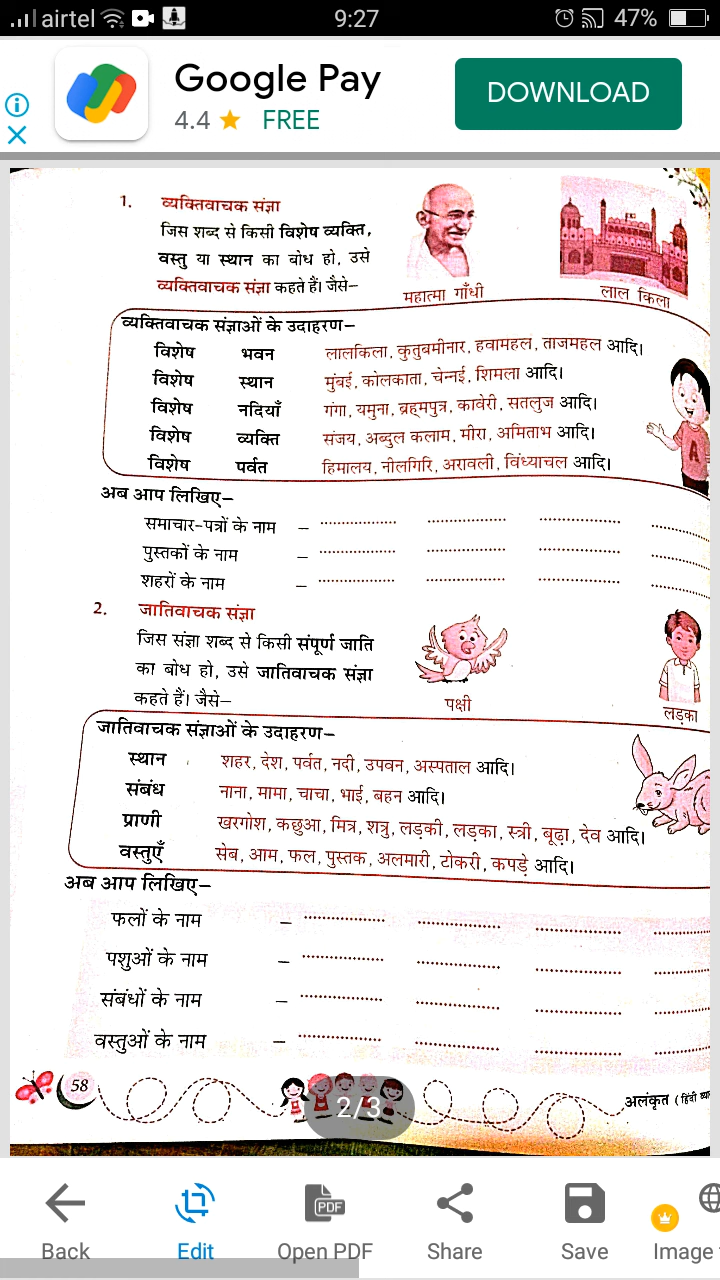 airtel 9:27 47%
Google Pay
4.4 ★ FREE
DOWNLOAD
1. व्यक्तिवाचक संज्ञा
जिस शब्द से किसी विशेष व्यक्ति,
वस्तु या स्थान का बोध हो, उसे
व्यक्तिवाचक संज्ञा कहते हैं। जैसे–
महात्मा गाँधी
लाल किला
व्यक्तिवाचक संज्ञाओं के उदाहरण–
विशेष भवन लालकिला, कुतुबमीनार, हवामहल, ताजमहल आदि।
विशेष स्थान मुंबई, कोलकाता, चेन्नई, शिमला आदि।
विशेष नदियाँ गंगा, यमुना, ब्रह्मपुत्र, कावेरी, सतलुज आदि।
विशेष व्यक्ति संजय, अब्दुल कलाम, मीरा, अमिताभ आदि।
विशेष पर्वत हिमालय, नीलगिरि, अरावली, विंध्याचल आदि।
A
अब आप लिखिए–
समाचार-पत्रों के नाम – .................. .................. .................. ..................
पुस्तकों के नाम – .................. .................. .................. ..................
शहरों के नाम – .................. .................. .................. ..................
2. जातिवाचक संज्ञा
जिस संज्ञा शब्द से किसी संपूर्ण जाति
का बोध हो, उसे जातिवाचक संज्ञा
कहते हैं। जैसे–
पक्षी
लड़का
जातिवाचक संज्ञाओं के उदाहरण–
स्थान शहर, देश, पर्वत, नदी, उपवन, अस्पताल आदि।
संबंध नाना, मामा, चाचा, भाई, बहन आदि।
प्राणी खरगोश, कछुआ, मित्र, शत्रु, लड़की, लड़का, स्त्री, बूढ़ा, देव आदि।
वस्तुएँ सेब, आम, फल, पुस्तक, अलमारी, टोकरी, कपड़े आदि।
अब आप लिखिए–
फलों के नाम – .................. .................. .................. ..................
पशुओं के नाम – .................. .................. .................. ..................
संबंधों के नाम – .................. .................. .................. ..................
वस्तुओं के नाम – .................. .................. .................. ..................
58
2/3
अलंकृत (हिंदी
Back Edit Open PDF Share Save Image
PDF